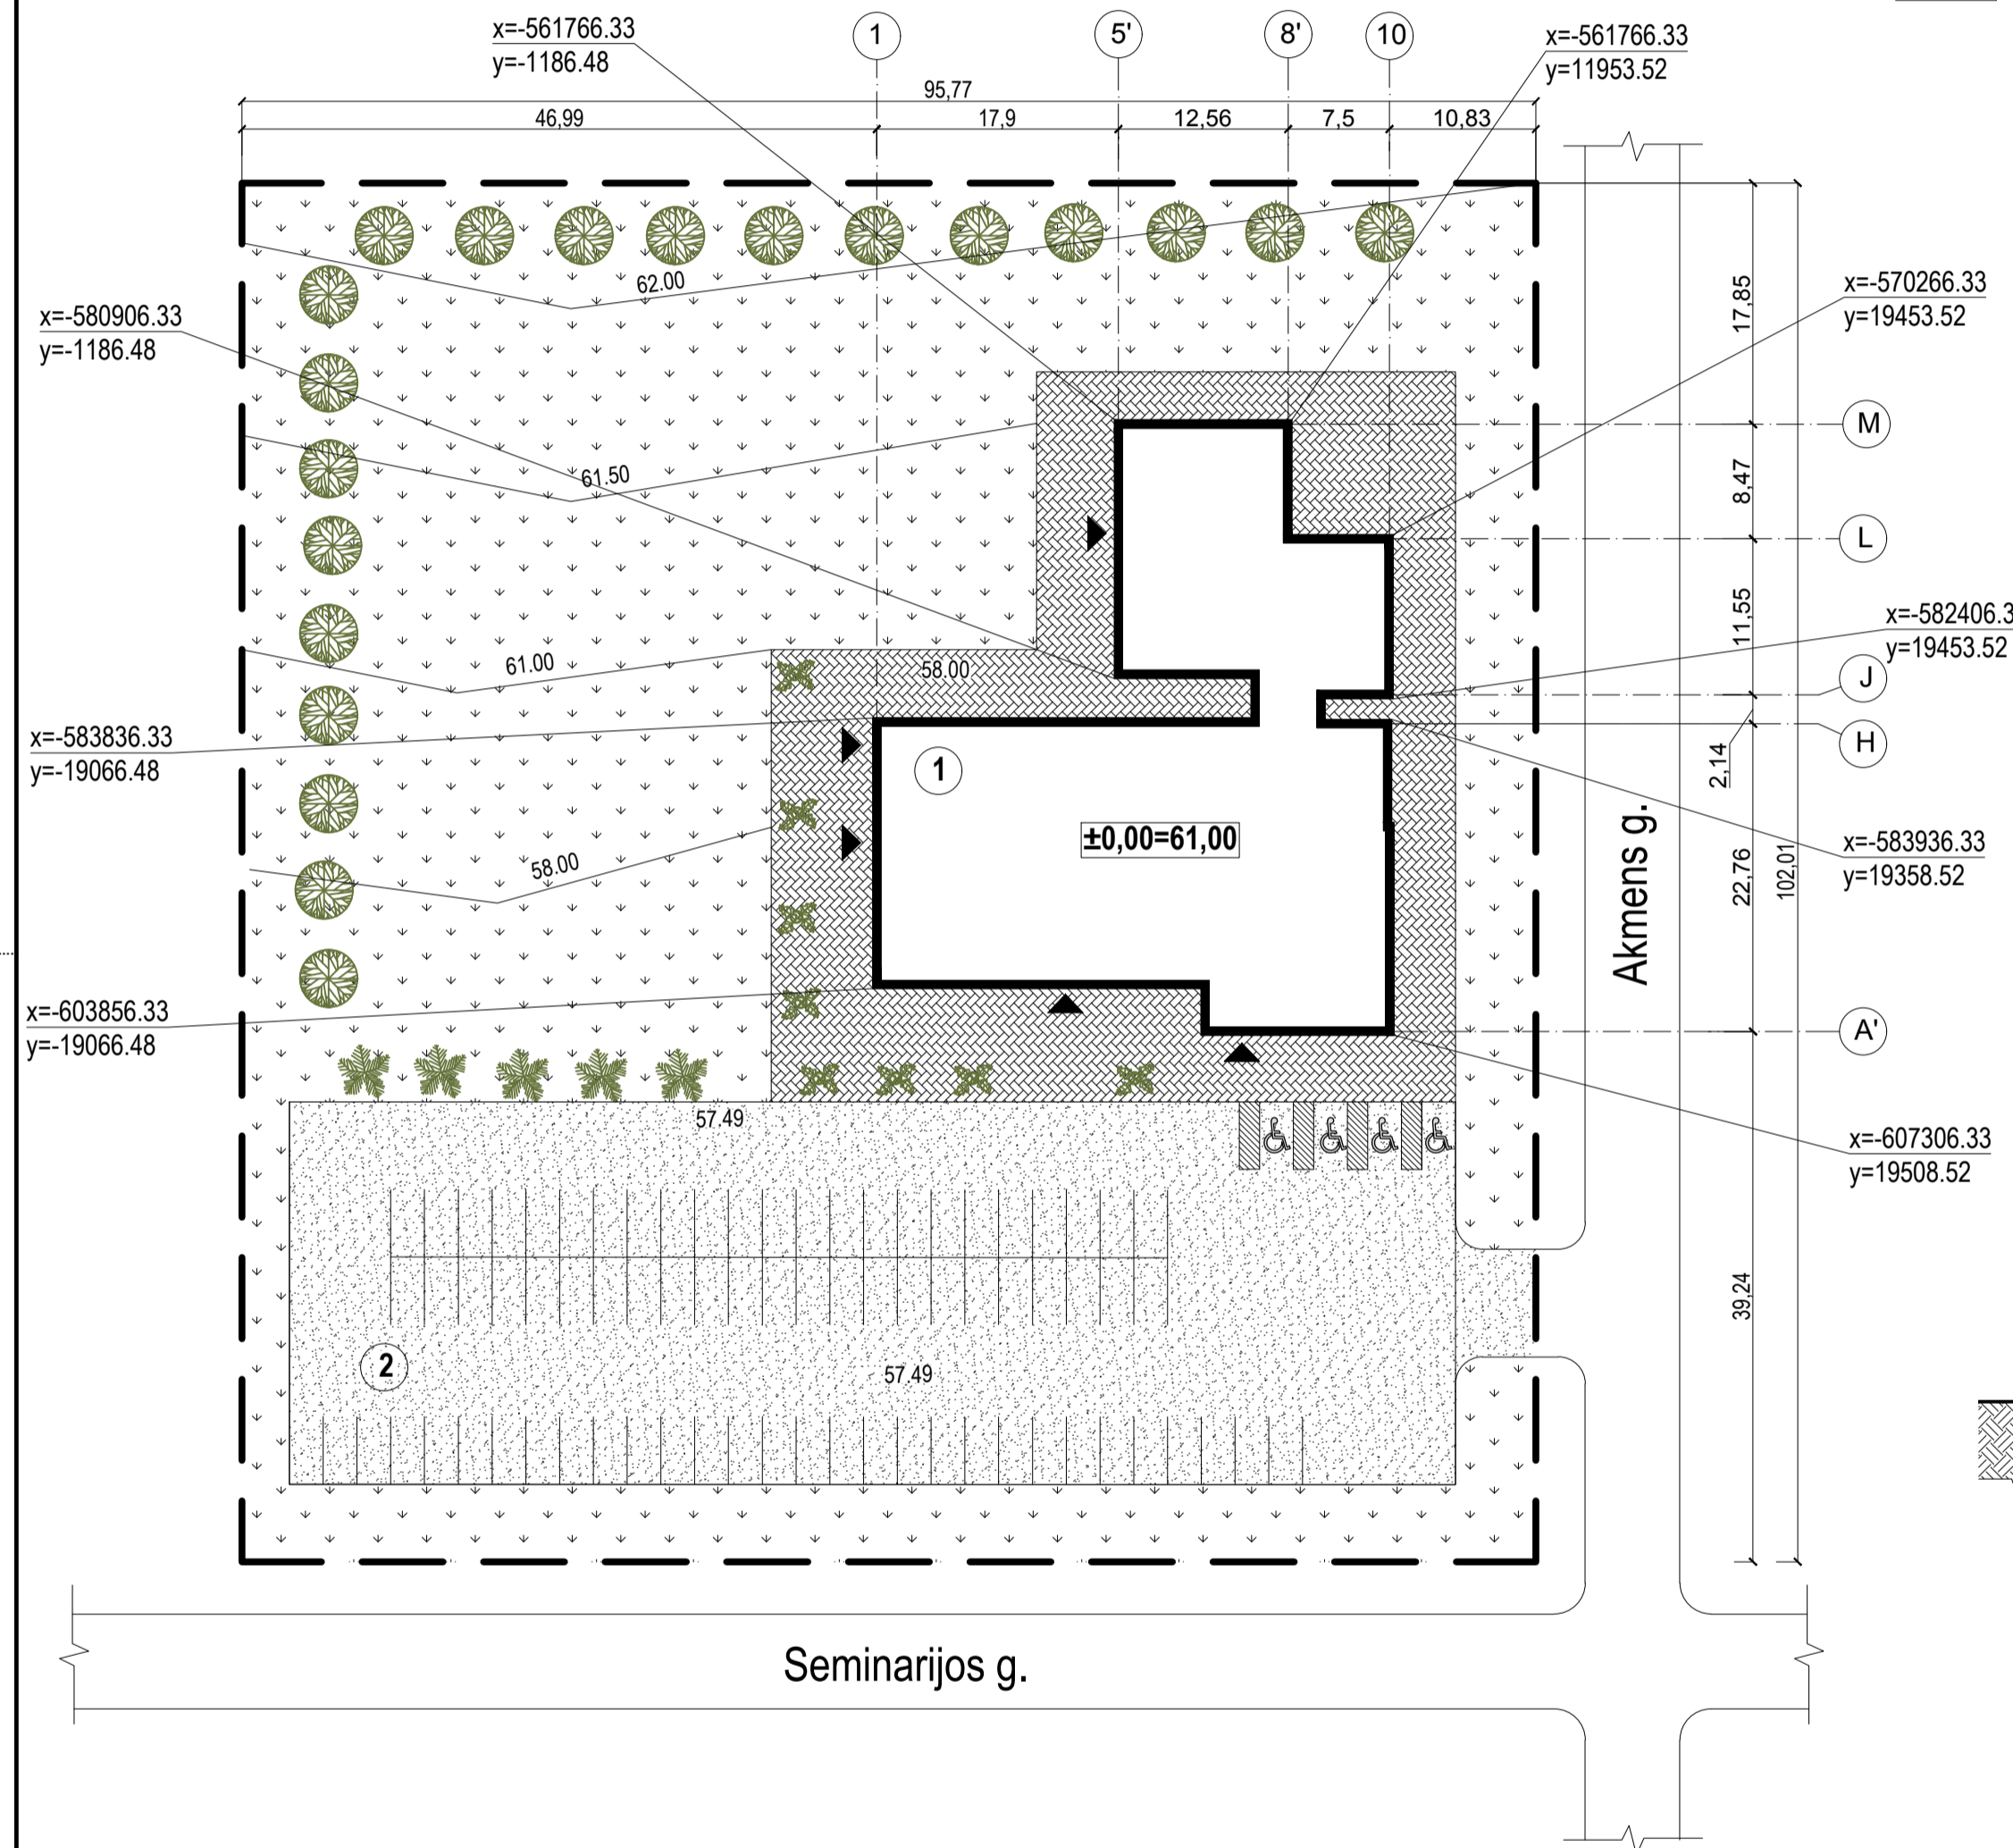 x=-561766.33
y=-1186.48
1
5'
8'
10
x=-561766.33
y=11953.52
95,77
46,99
17,9
12,56
7,5
10,83
62.00
17,85
x=-570266.33
y=19453.52
x=-580906.33
y=-1186.48
M
61.50
8,47
L
11,55
x=-582406.3
y=19453.52
61.00
58.00
J
x=-583836.33
y=-19066.48
H
2,14
1
±0,00=61,00
Akmens g.
22,76
102,01
x=-583936.33
y=19358.52
58.00
x=-603856.33
y=-19066.48
A'
57.49
x=-607306.33
y=19508.52
39,24
2
57.49
Seminarijos g.